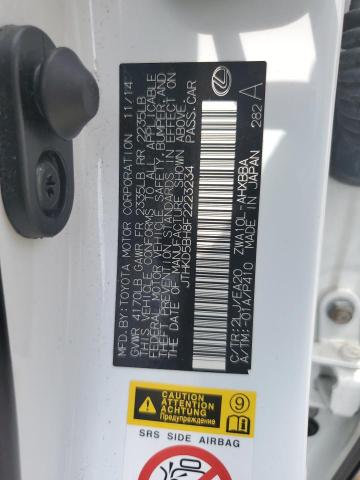 MFD.BY:TOYOTA MOTOR CORPORATION 11/14
GVWR 4170LB GAWR FR 2335LB RR 2235LB
THIS VEHICLE CONFORMS TO ALL APPLICABLE
FEDERAL MOTOR VEHICLE SAFETY, BUMPER, AND
THEFT PREVENTION STANDARDS IN EFFECT ON
THE DATE OF MANUFACTURE SHOWN ABOVE.
JTHKD5BH8F2223234 PASS.CAR
C/TR:2LJ/EA20 ZWA10L-AHXBBA
A/TM:-01A/P410 MADE IN JAPAN 282 A
CAUTION
ATTENTION
ACHTUNG
Предупреждение
9
SRS SIDE AIRBAG